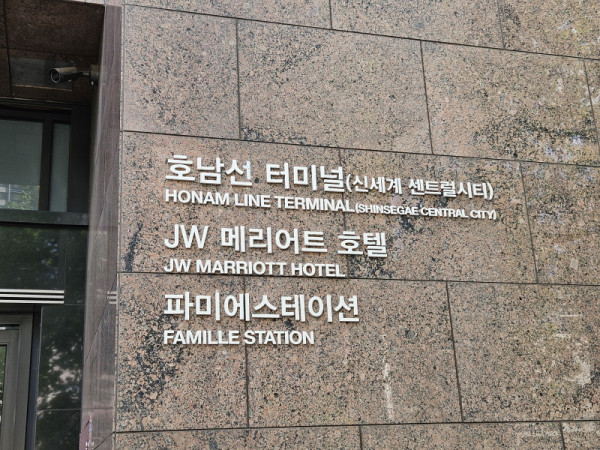 호남선 터미널(신세계 센트럴시티)
HONAM LINE TERMINAL(SHINSEGAE CENTRAL CITY)
JW 메리어트 호텔
JW MARRIOTT HOTEL
파미에스테이션
FAMILLE STATION